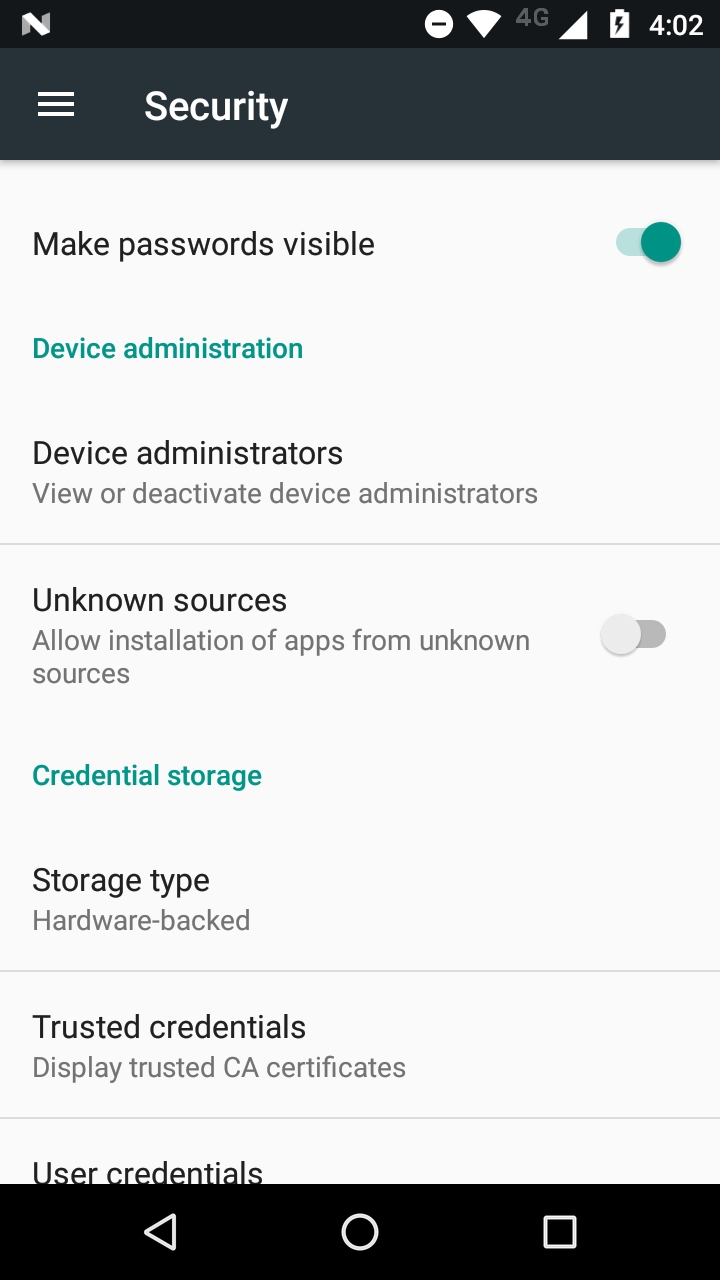 4G 4:02
Security
Make passwords visible
Device administration
Device administrators
View or deactivate device administrators
Unknown sources
Allow installation of apps from unknown
sources
Credential storage
Storage type
Hardware-backed
Trusted credentials
Display trusted CA certificates
User credentials